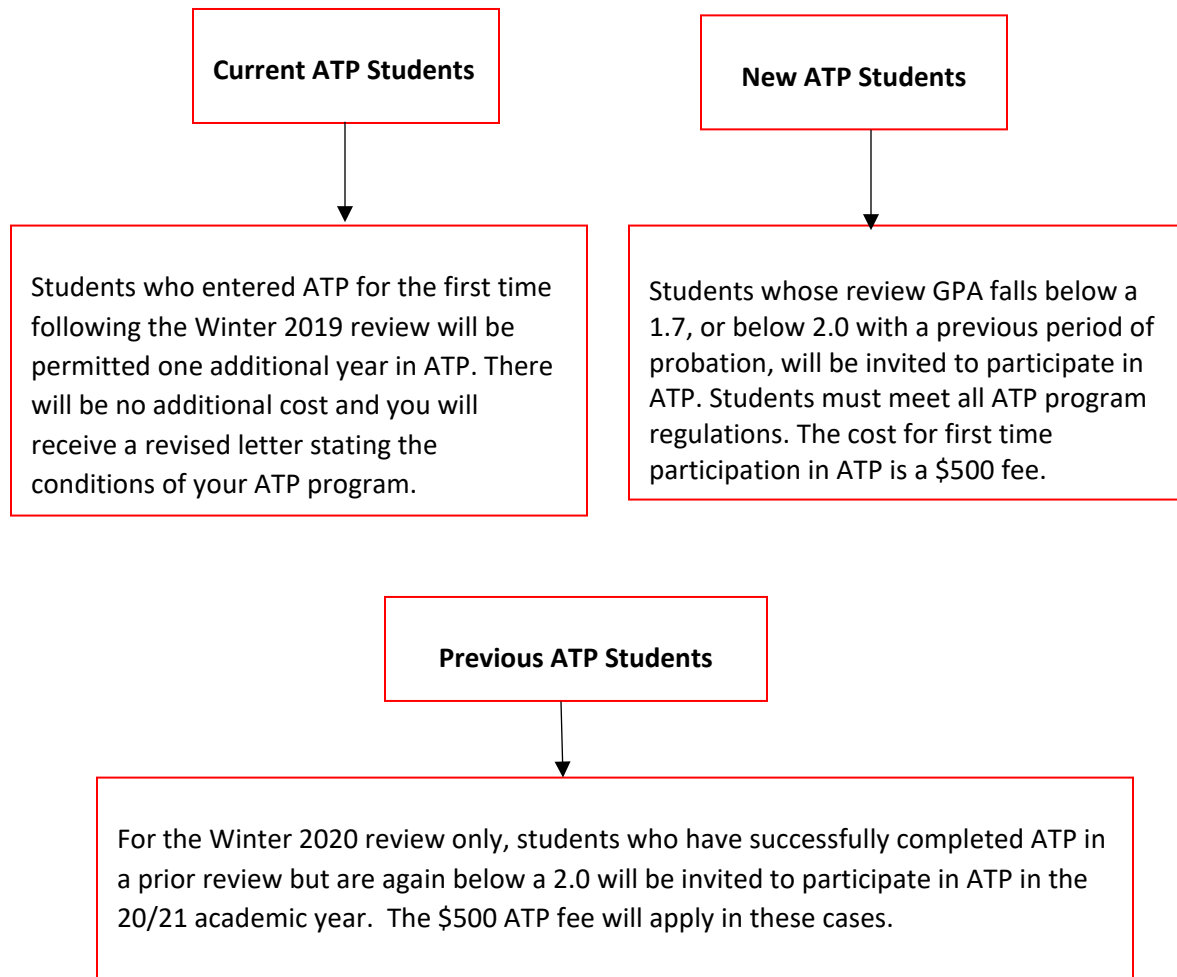 Current ATP Students
New ATP Students
Students who entered ATP for the first time
following the Winter 2019 review will be
permitted one additional year in ATP. There
will be no additional cost and you will
receive a revised letter stating the
conditions of your ATP program.
Students whose review GPA falls below a
1.7, or below 2.0 with a previous period of
probation, will be invited to participate in
ATP. Students must meet all ATP program
regulations. The cost for first time
participation in ATP is a $500 fee.
Previous ATP Students
For the Winter 2020 review only, students who have successfully completed ATP in
a prior review but are again below a 2.0 will be invited to participate in ATP in the
20/21 academic year.  The $500 ATP fee will apply in these cases.